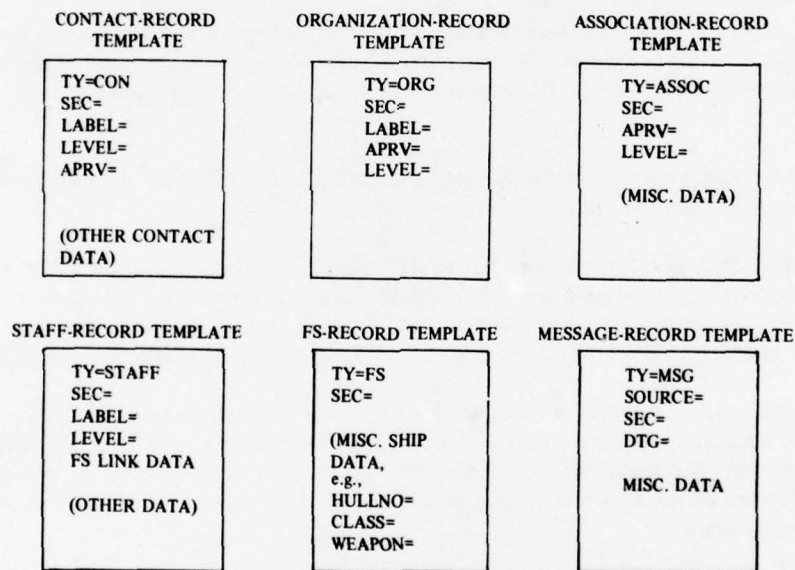 CONTACT-RECORD
TEMPLATE
TY=CON
SEC=
LABEL=
LEVEL=
APRV=
(OTHER CONTACT
DATA)
ORGANIZATION-RECORD
TEMPLATE
TY=ORG
SEC=
LABEL=
APRV=
LEVEL=
ASSOCIATION-RECORD
TEMPLATE
TY=ASSOC
SEC=
APRV=
LEVEL=
(MISC. DATA)
STAFF-RECORD TEMPLATE
TY=STAFF
SEC=
LABEL=
LEVEL=
FS LINK DATA
(OTHER DATA)
FS-RECORD TEMPLATE
TY=FS
SEC=
(MISC. SHIP
DATA,
e.g.,
HULLNO=
CLASS=
WEAPON=
MESSAGE-RECORD TEMPLATE
TY=MSG
SOURCE=
SEC=
DTG=
MISC. DATA